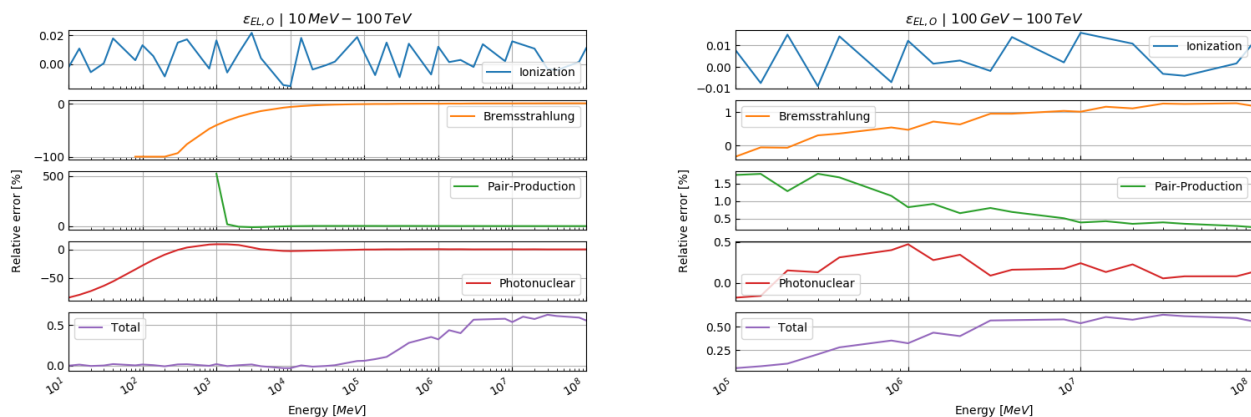 ε_EL,O | 10 MeV − 100 TeV
0.02
0.00
Ionization
0
−100
Bremsstrahlung
500
0
Pair-Production
0
−50
Photonuclear
0.5
0.0
Total
Relative error [%]
10^1
10^2
10^3
10^4
10^5
10^6
10^7
10^8
Energy [MeV]
ε_EL,O | 100 GeV − 100 TeV
0.01
0.00
−0.01
Ionization
1
0
Bremsstrahlung
1.5
1.0
0.5
Pair-Production
0.5
0.0
Photonuclear
0.50
0.25
Total
Relative error [%]
10^5
10^6
10^7
10^8
Energy [MeV]